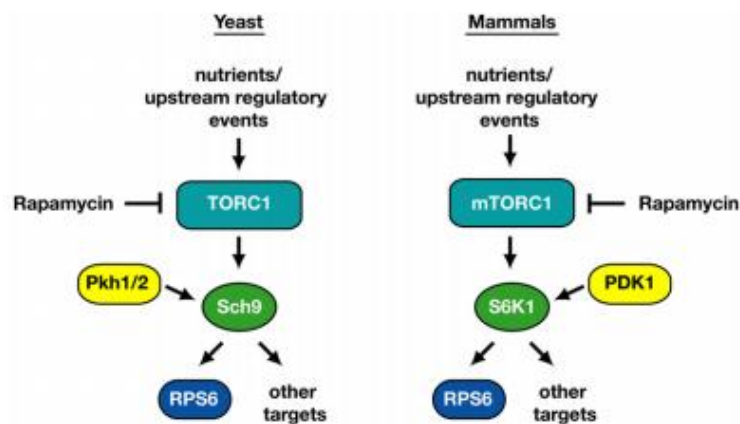 Yeast
nutrients/
upstream regulatory
events
Rapamycin
TORC1
Pkh1/2
Sch9
RPS6
other
targets
Mammals
nutrients/
upstream regulatory
events
mTORC1
Rapamycin
S6K1
PDK1
RPS6
other
targets